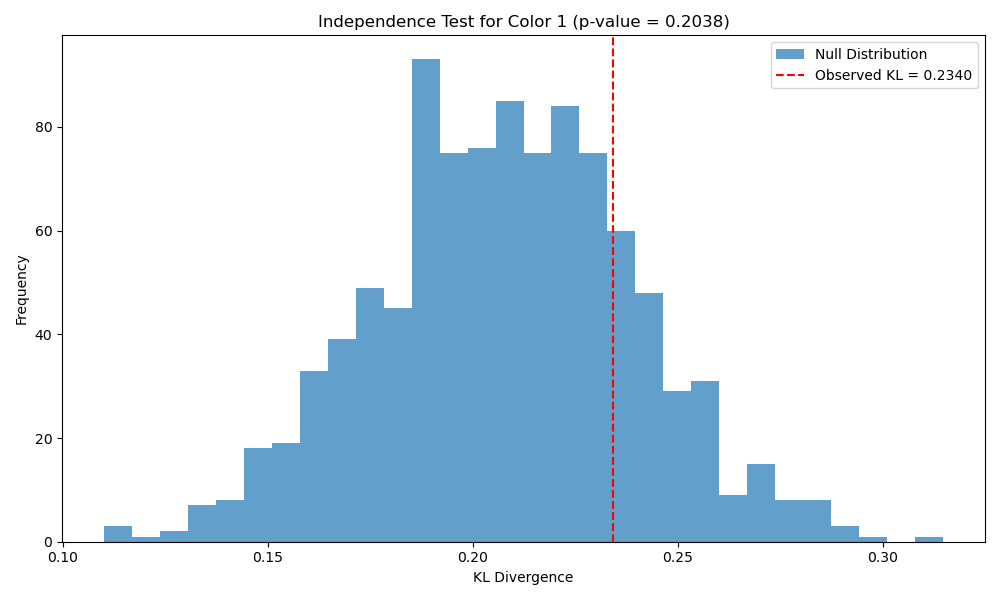 Independence Test for Color 1 (p-value = 0.2038)
Null Distribution
Observed KL = 0.2340
80
60
40
20
0
Frequency
0.10 0.15 0.20 0.25 0.30
KL Divergence